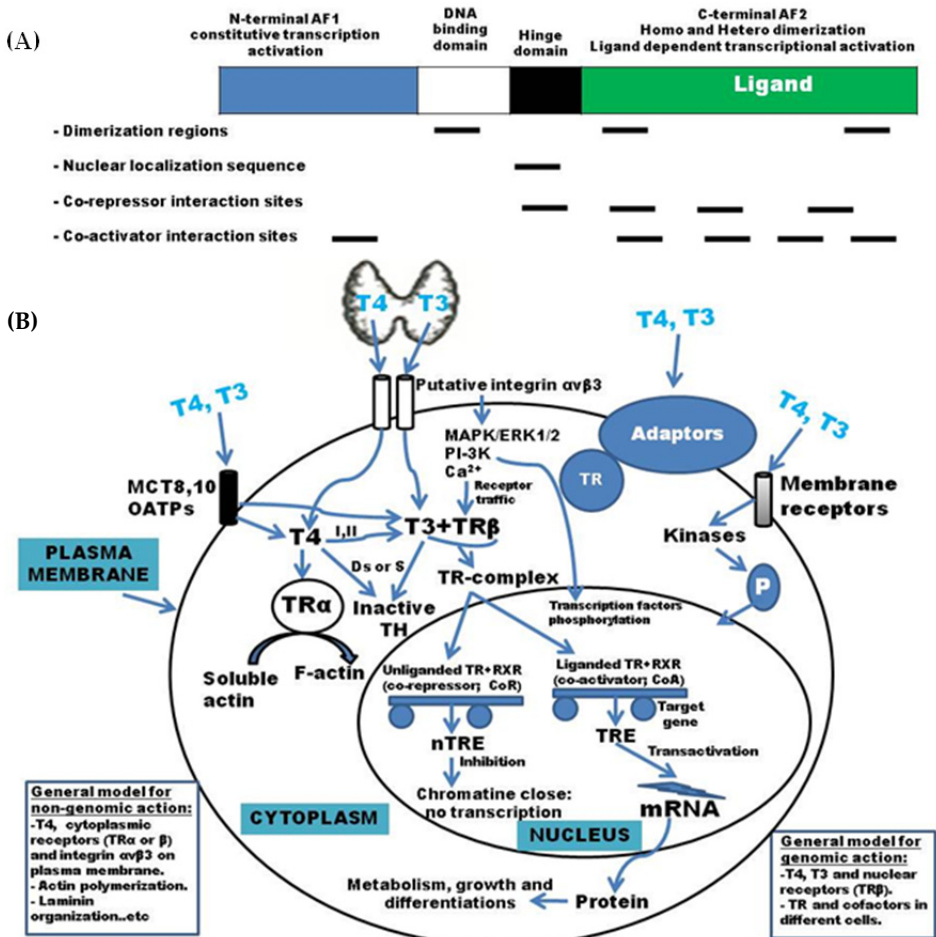 (A)
N-terminal AF1
constitutive transcription
activation
DNA
binding
domain
Hinge
domain
C-terminal AF2
Homo and Hetero dimerization
Ligand dependent transcriptional activation
Ligand
- Dimerization regions
- Nuclear localization sequence
- Co-repressor interaction sites
- Co-activator interaction sites
(B)
T4 T3
T4, T3
T4, T3
T4, T3
Putative integrin αvβ3
Adaptors
TR
MAPK/ERK1/2
PI-3K
Ca2+
Receptor
traffic
MCT8,10
OATPs
Membrane
receptors
Kinases
P
PLASMA
MEMBRANE
T4
I,II
T3+TRβ
Ds or S
TR-complex
TRα
Inactive
TH
Transcription factors
phosphorylation
Soluble
actin
F-actin
Unliganded TR+RXR
(co-repressor; CoR)
Liganded TR+RXR
(co-activator; CoA)
Target
gene
nTRE
TRE
Inhibition
Transactivation
Chromatine close:
no transcription
mRNA
CYTOPLASM
NUCLEUS
Metabolism, growth and
differentiations
Protein
General model for
non-genomic action:
-T4, cytoplasmic
receptors (TRα or β)
and integrin αvβ3 on
plasma membrane.
- Actin polymerization.
- Laminin
organization..etc
General model for
genomic action:
-T4, T3 and nuclear
receptors (TRβ).
- TR and cofactors in
different cells.